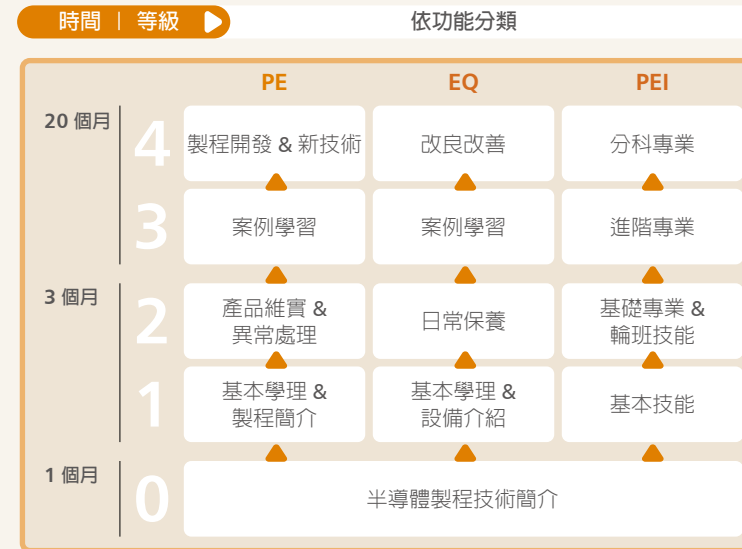 時間 | 等級
依功能分類
PE EQ PEI
20 個月
4
製程開發 & 新技術
改良改善
分科專業
3
案例學習
案例學習
進階專業
3 個月
2
產品維實 &
異常處理
日常保養
基礎專業 &
輪班技能
1
基本學理 &
製程簡介
基本學理 &
設備介紹
基本技能
1 個月
0
半導體製程技術簡介